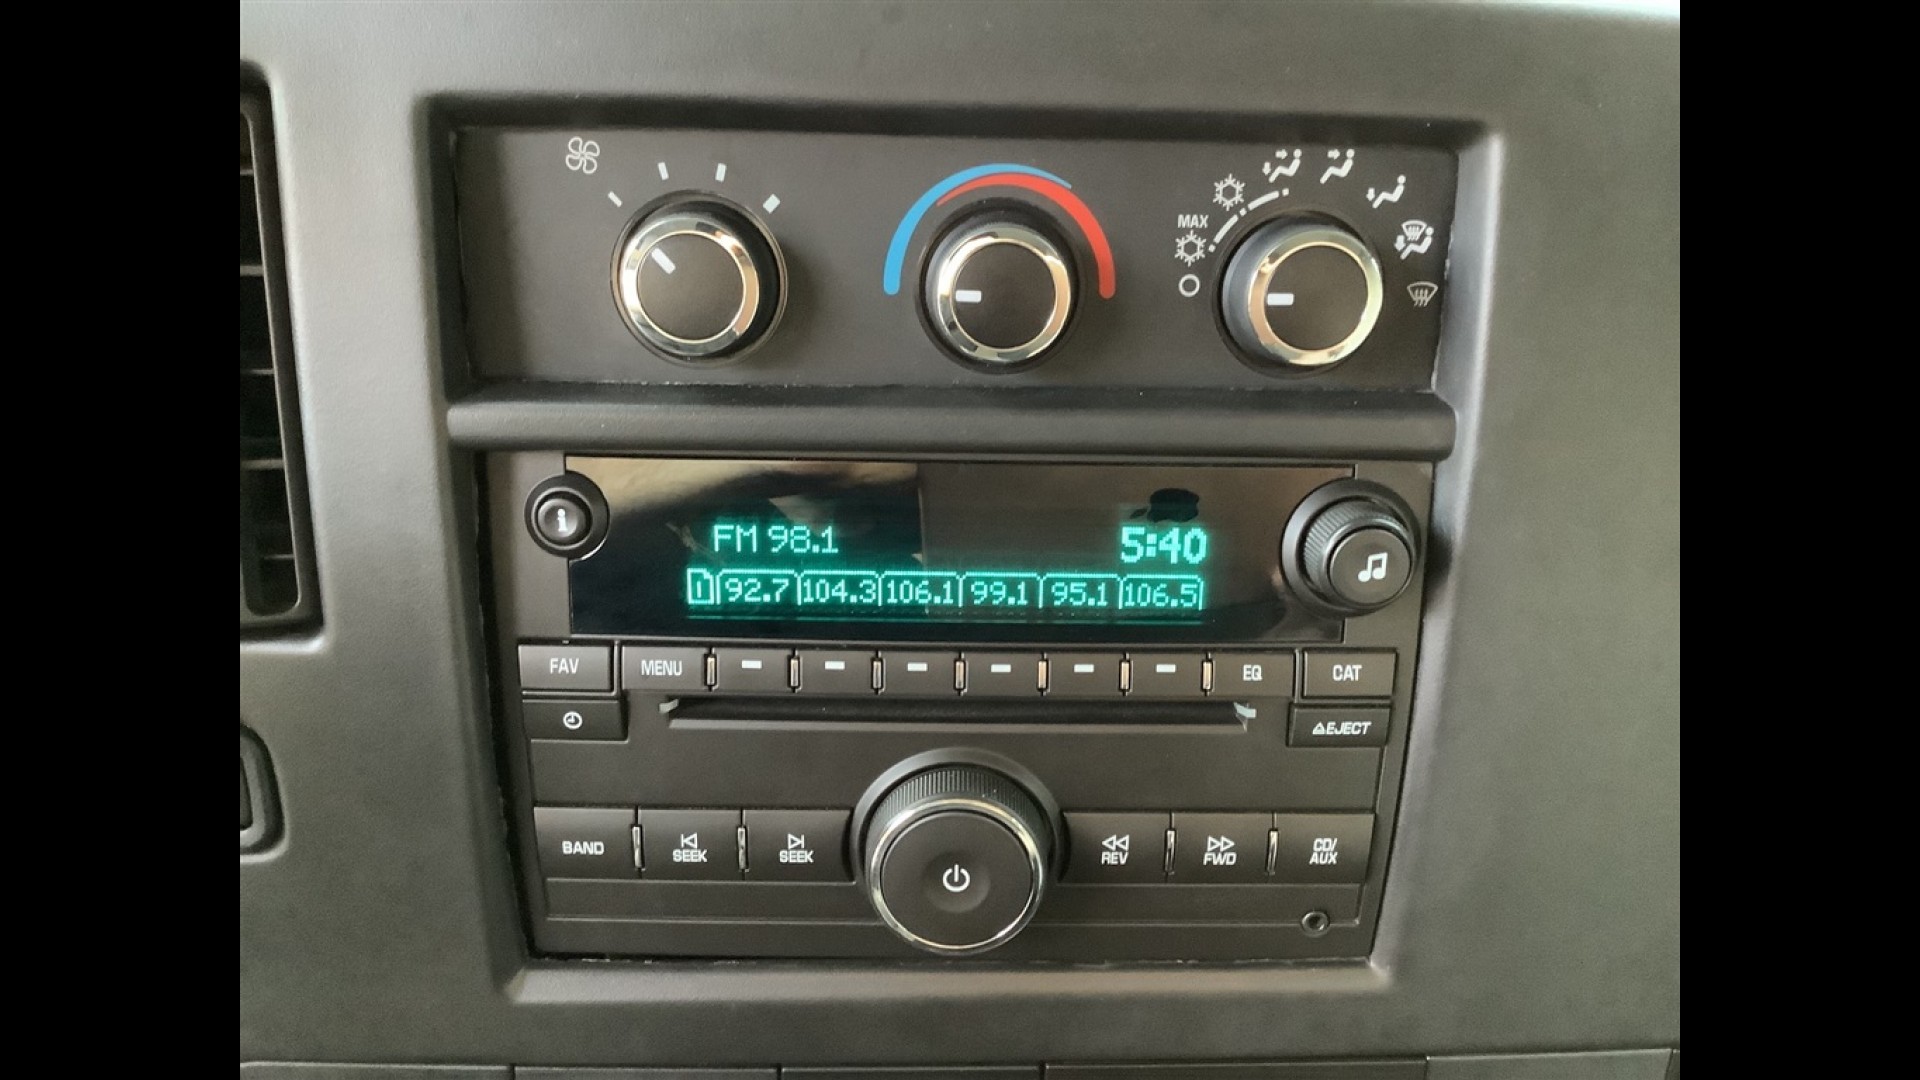 MAX
FM 98.1 5:40
1 92.7 104.3 106.1 99.1 95.1 106.5
FAV MENU EQ CAT
EJECT
BAND SEEK SEEK REV FWD CD/
AUX